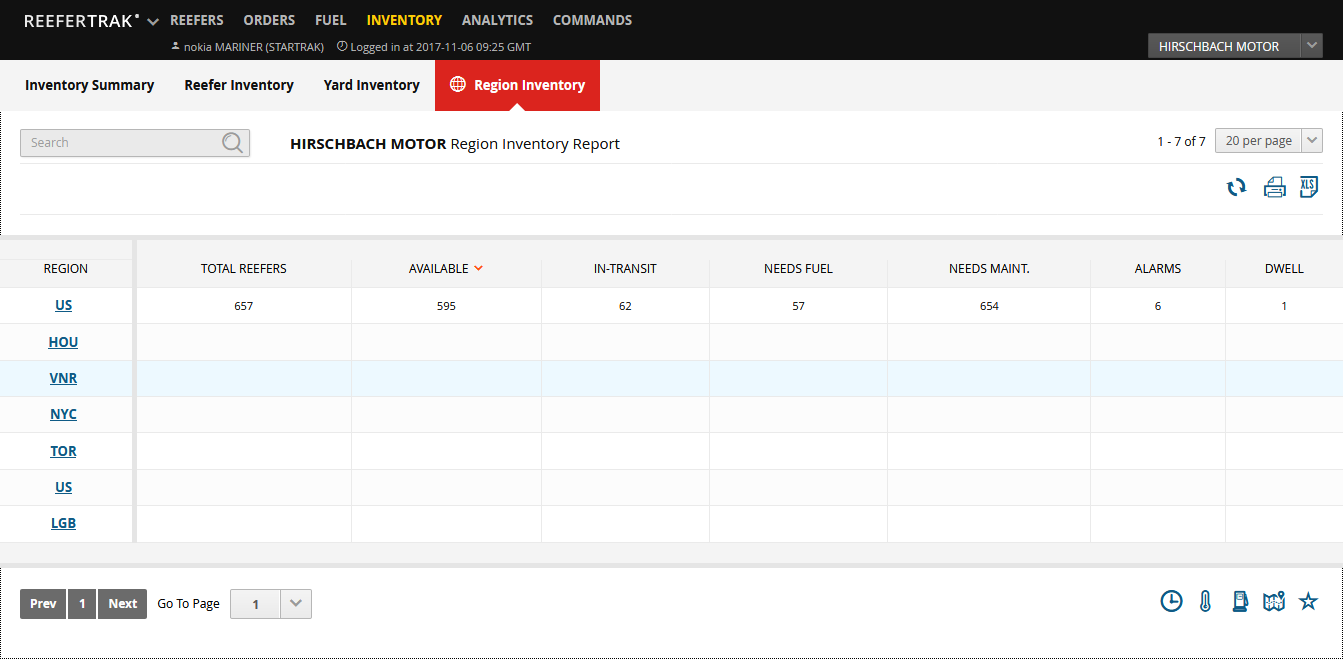 REEFERTRAK REEFERS ORDERS FUEL INVENTORY ANALYTICS COMMANDS
nokia MARINER (STARTRAK) Logged in at 2017-11-06 09:25 GMT
HIRSCHBACH MOTOR
Inventory Summary Reefer Inventory Yard Inventory Region Inventory
Search HIRSCHBACH MOTOR Region Inventory Report 1 - 7 of 7 20 per page
XLS
REGION TOTAL REEFERS AVAILABLE IN-TRANSIT NEEDS FUEL NEEDS MAINT. ALARMS DWELL
US 657 595 62 57 654 6 1
HOU
VNR
NYC
TOR
US
LGB
Prev 1 Next Go To Page 1